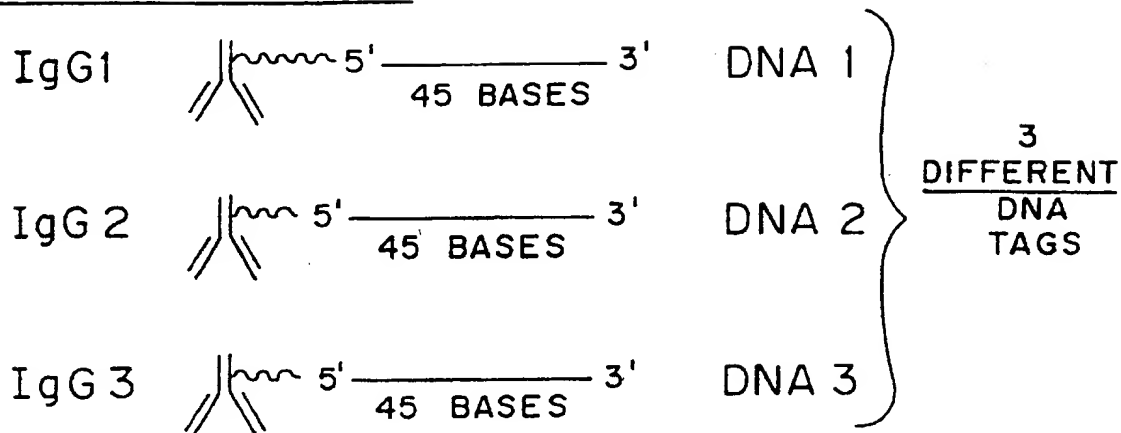 IgG1 5' 3' DNA 1
45 BASES
3
DIFFERENT
IgG 2 5' 3' DNA 2
DNA
45 BASES
TAGS
IgG 3 5' 3' DNA 3
45 BASES